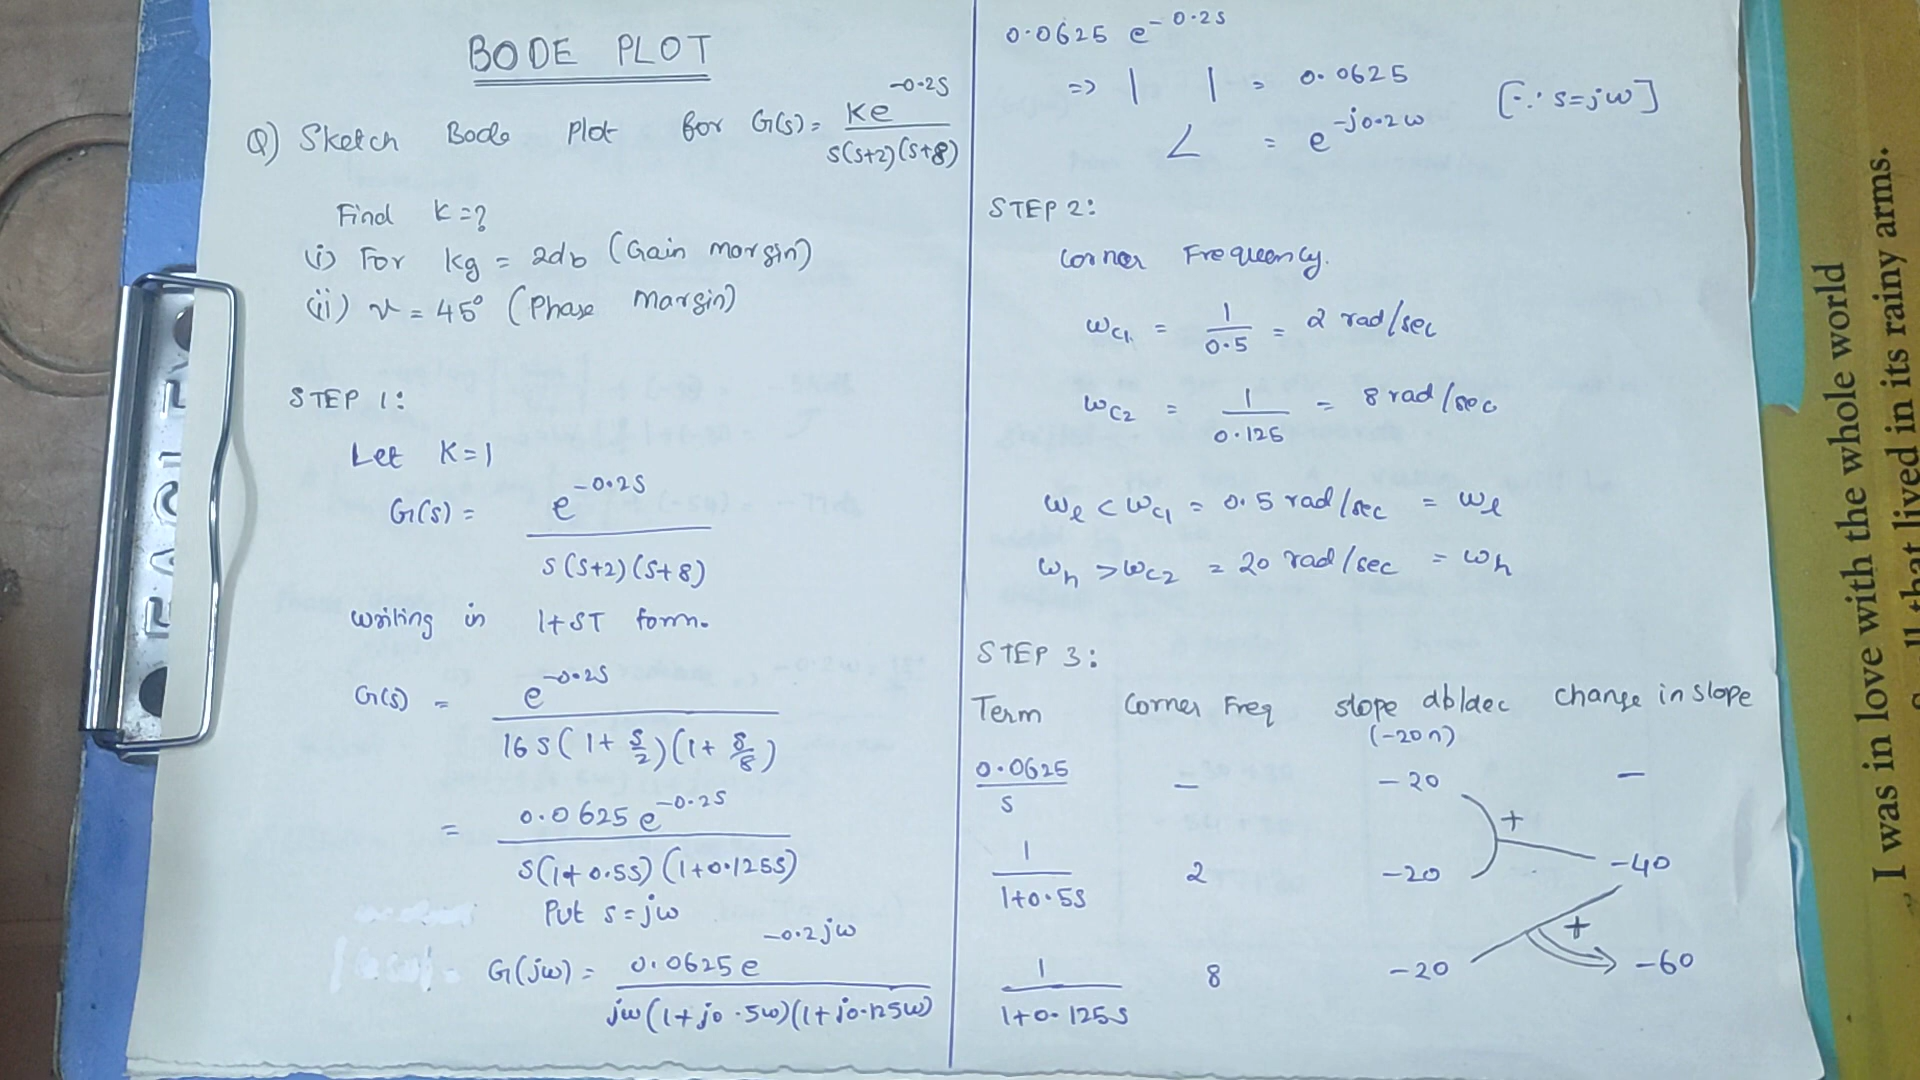 BODE PLOT
Q) Sketch Bode Plot for G(s) = Ke^-0.2S / s(s+2)(s+8)
Find K=?
(i) For kg = 2db (Gain margin)
(ii) γ = 45° (Phase margin)
STEP 1:
Let K=1
G(s) = e^-0.2S / s(s+2)(s+8)
writing in 1+ST form.
G(s) = e^-0.2S / 16 s(1+ s/2)(1+ s/8)
= 0.0625 e^-0.2S / s(1+0.5s)(1+0.125s)
Put s=jω
G(jω) = 0.0625 e^-0.2jω / jω(1+j0.5ω)(1+j0.125ω)
0.0625 e^-0.2S
=> | | = 0.0625 [∵ s=jω]
∠ = e^-j0.2ω
STEP 2:
Corner Frequency.
ωc1 = 1/0.5 = 2 rad/sec
ωc2 = 1/0.125 = 8 rad/sec
ωl < ωc1 = 0.5 rad/sec = ωl
ωh > ωc2 = 20 rad/sec = ωh
STEP 3:
Term Corner Freq slope db/dec change in slope
(-20n)
0.0625/s — -20 —
+
1/1+0.5s 2 -20 -40
+
1/1+0.125s 8 -20 -60
I was in love with the whole world
all that lived in its rainy arms.